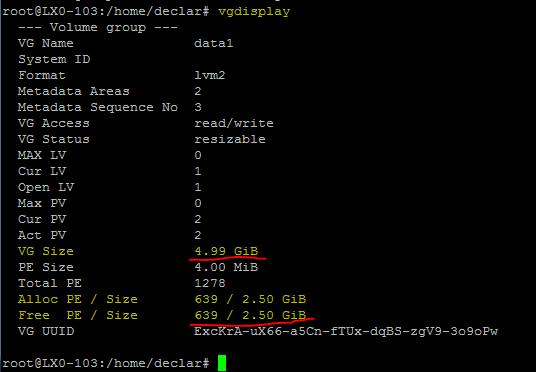 root@LX0-103:/home/declar# vgdisplay
--- Volume group ---
VG Name data1
System ID
Format lvm2
Metadata Areas 2
Metadata Sequence No 3
VG Access read/write
VG Status resizable
MAX LV 0
Cur LV 1
Open LV 1
Max PV 0
Cur PV 2
Act PV 2
VG Size 4.99 GiB
PE Size 4.00 MiB
Total PE 1278
Alloc PE / Size 639 / 2.50 GiB
Free PE / Size 639 / 2.50 GiB
VG UUID ExcKrA-uX66-a5Cn-fTUx-dqBS-zgV9-3o9oPw
root@LX0-103:/home/declar#